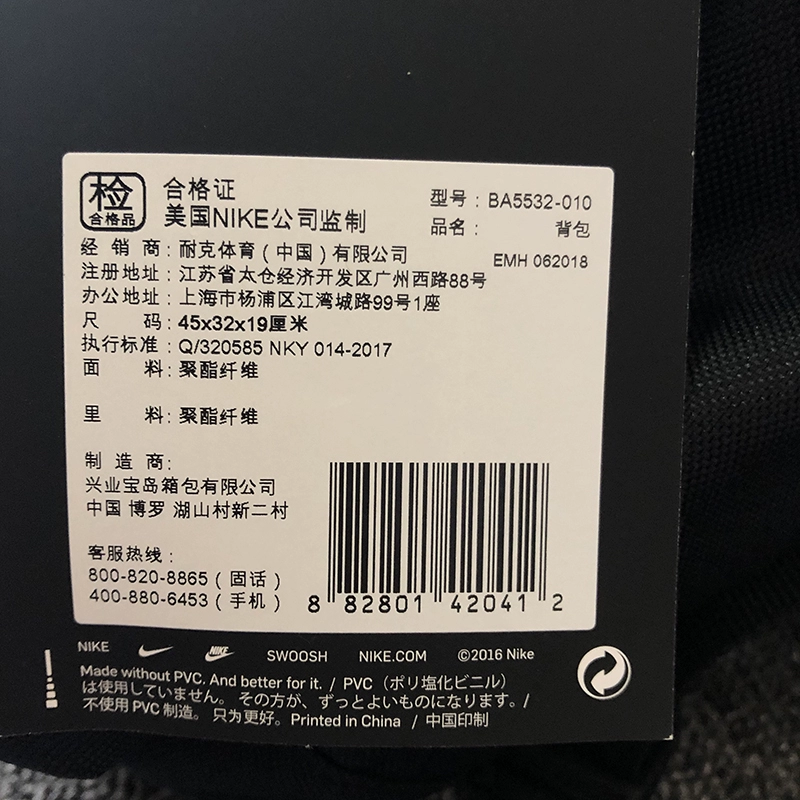 检
合格品
合格证
美国NIKE公司监制
型号：BA5532-010
品名： 背包
EMH 062018
经 销 商：耐克体育（中国）有限公司
注册地址：江苏省太仓经济开发区广州西路88号
办公地址：上海市杨浦区江湾城路99号1座
尺 码：45x32x19厘米
执行标准：Q/320585 NKY 014-2017
面 料：聚酯纤维
里 料：聚酯纤维
制 造 商：
兴业宝岛箱包有限公司
中国 博罗 湖山村新二村
客服热线：
800-820-8865（固话）
400-880-6453（手机）
8 82801 42041 2
NIKE NIKE SWOOSH NIKE.COM ©2016 Nike
Made without PVC. And better for it. / PVC（ポリ塩化ビニル）
は使用していません。その方が、ずっとよいものになります。/
不使用 PVC 制造。只为更好。Printed in China / 中国印制